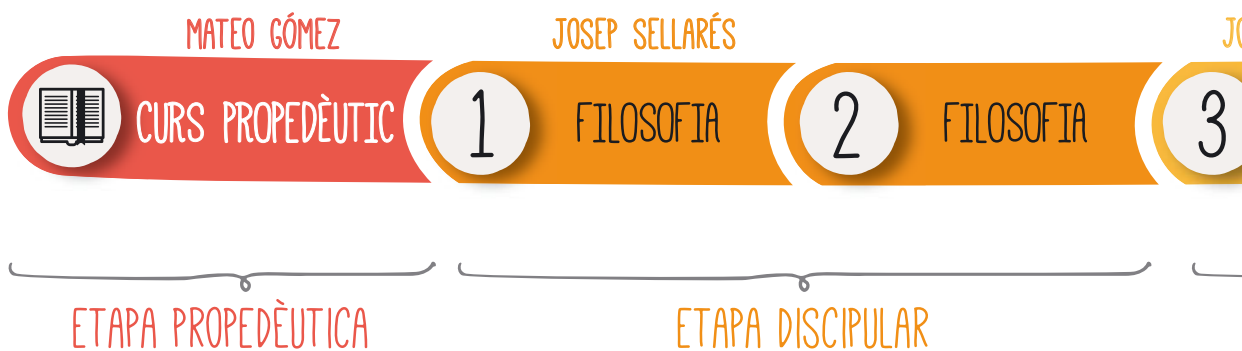 MATEO GÓMEZ
JOSEP SELLARÉS
CURS PROPEDÈUTIC
1
FILOSOFIA
2
FILOSOFIA
3
ETAPA PROPEDÈUTICA
ETAPA DISCIPULAR